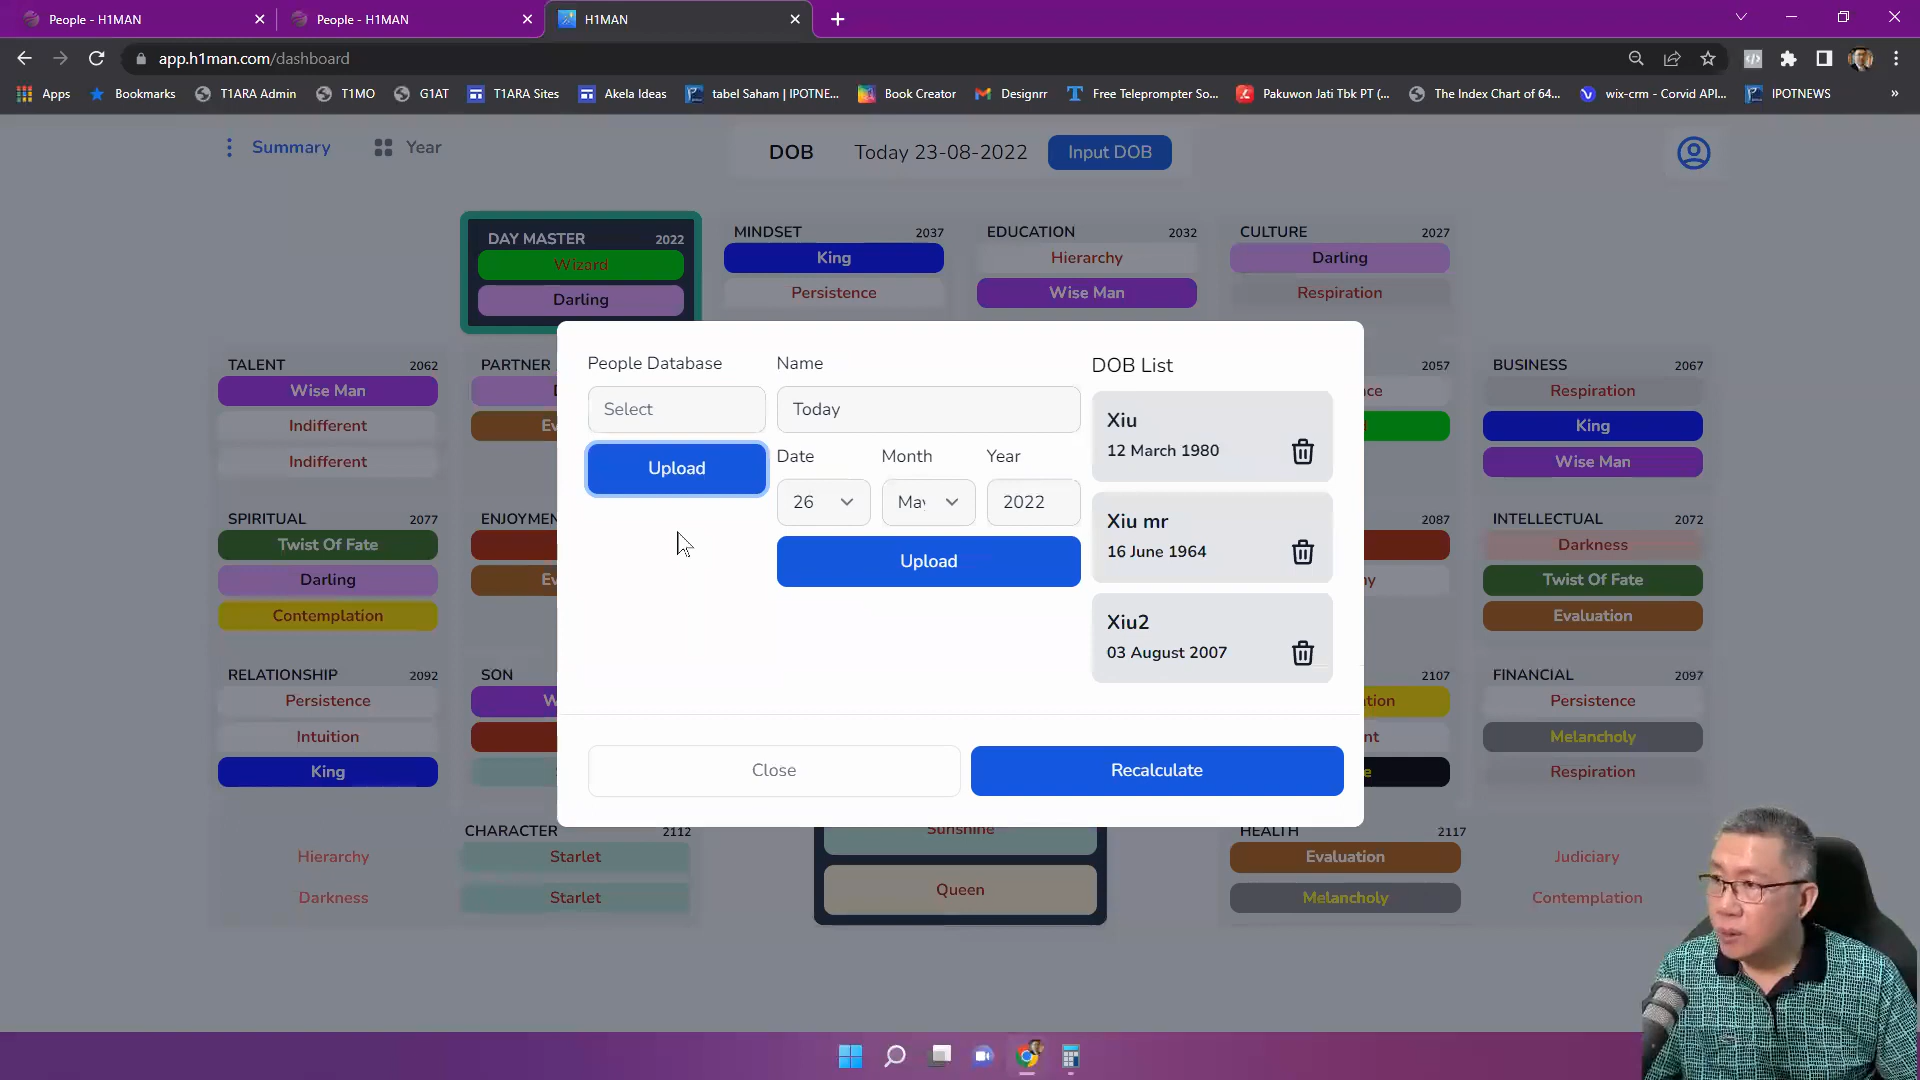 People - H1MAN
People - H1MAN
H1MAN
app.h1man.com/dashboard
Apps
Bookmarks
T1ARA Admin
T1MO
G1AT
T1ARA Sites
Akela Ideas
tabel Saham | IPOTNE...
Book Creator
Designrr
Free Teleprompter So...
Pakuwon Jati Tbk PT (...
The Index Chart of 64...
wix-crm - Corvid API...
IPOTNEWS
»
Summary
Year
DOB
Today 23-08-2022
Input DOB
DAY MASTER 2022
Wizard
Darling
MINDSET 2037
King
Persistence
EDUCATION 2032
Hierarchy
Wise Man
CULTURE 2027
Darling
Respiration
TALENT 2062
Wise Man
Indifferent
Indifferent
PARTNER
2057
BUSINESS 2067
Respiration
King
Wise Man
People Database
Select
Upload
Name
Today
Date
Month
Year
26
May
2022
Upload
DOB List
Xiu
12 March 1980
Xiu mr
16 June 1964
Xiu2
03 August 2007
Close
Recalculate
SPIRITUAL 2077
Twist Of Fate
Darling
Contemplation
ENJOYMEN
2087
INTELLECTUAL 2072
Darkness
Twist Of Fate
Evaluation
RELATIONSHIP 2092
Persistence
Intuition
King
SON
2107
FINANCIAL 2097
Persistence
Melancholy
Respiration
Hierarchy
Darkness
CHARACTER 2112
Starlet
Starlet
Sunshine
Queen
HEALTH 2117
Evaluation
Melancholy
Judiciary
Contemplation